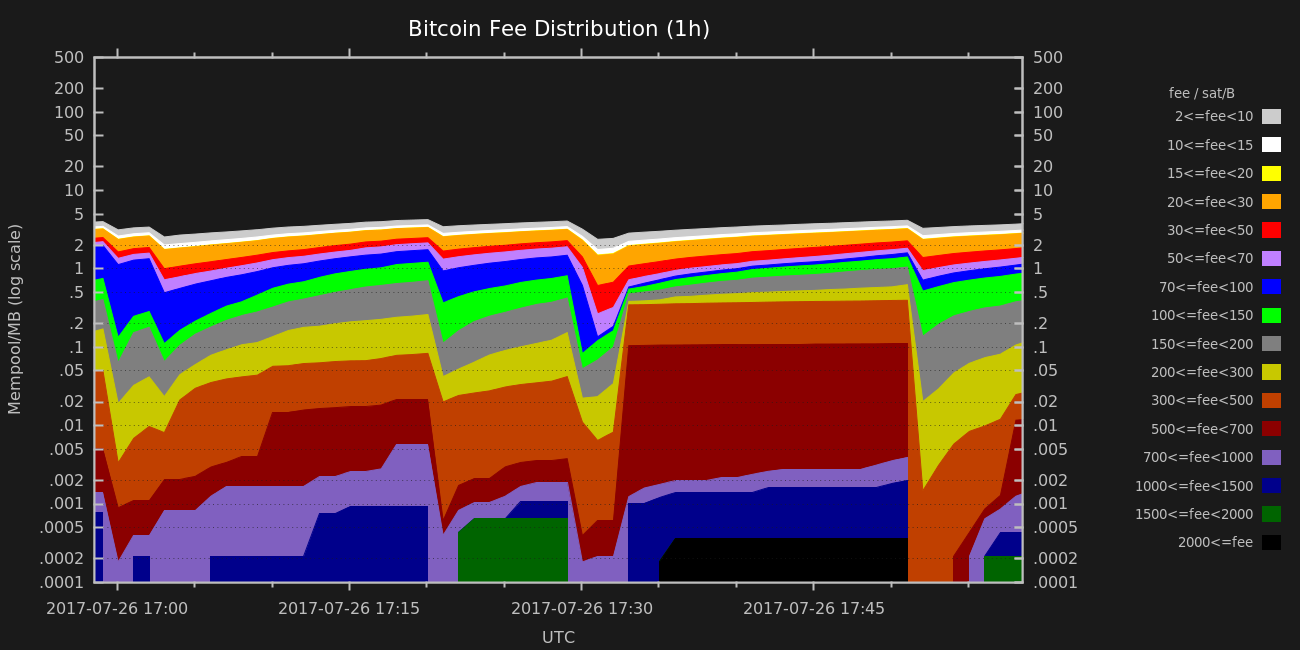 Bitcoin Fee Distribution (1h)
500
200
100
50
20
10
5
2
1
.5
.2
.1
.05
.02
.01
.005
.002
.001
.0005
.0002
.0001
Mempool/MB (log scale)
500
200
100
50
20
10
5
2
1
.5
.2
.1
.05
.02
.01
.005
.002
.001
.0005
.0002
.0001
2017-07-26 17:00
2017-07-26 17:15
2017-07-26 17:30
2017-07-26 17:45
UTC
fee / sat/B
2<=fee<10
10<=fee<15
15<=fee<20
20<=fee<30
30<=fee<50
50<=fee<70
70<=fee<100
100<=fee<150
150<=fee<200
200<=fee<300
300<=fee<500
500<=fee<700
700<=fee<1000
1000<=fee<1500
1500<=fee<2000
2000<=fee